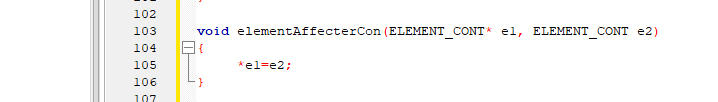 102
103 void elementAffecterCon(ELEMENT_CONT* e1, ELEMENT_CONT e2)
104 {
105 *e1=e2;
106 }
107